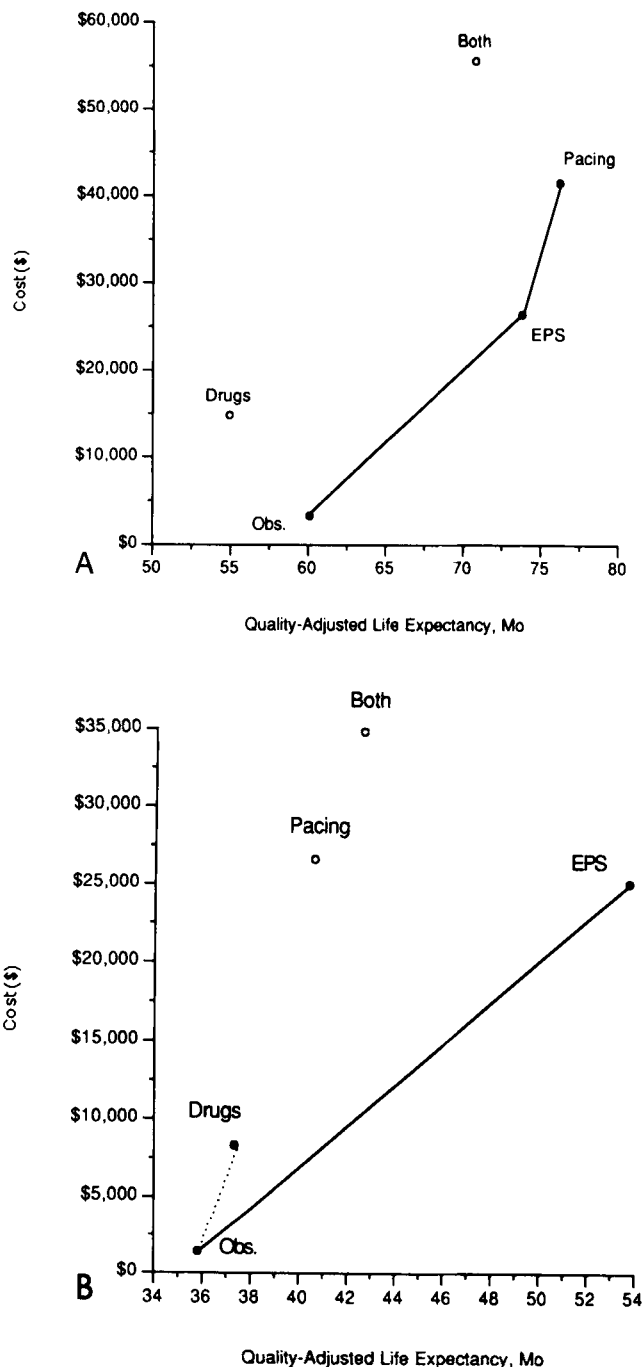 $60,000
Both
$50,000
Pacing
$40,000
Cost ($)
$30,000
EPS
$20,000
Drugs
$10,000
Obs.
$0
A
50 55 60 65 70 75 80
Quality-Adjusted Life Expectancy, Mo
Both
$35,000
$30,000
Pacing
EPS
$25,000
$20,000
Cost ($)
$15,000
Drugs
$10,000
$5,000
Obs.
$0
B
34 36 38 40 42 44 46 48 50 52 54
Quality-Adjusted Life Expectancy, Mo